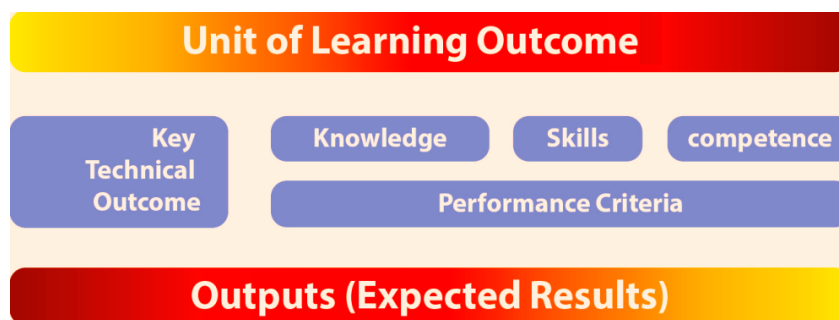 Unit of Learning Outcome
Key
Technical
Outcome
Knowledge
Skills
competence
Performance Criteria
Outputs (Expected Results)